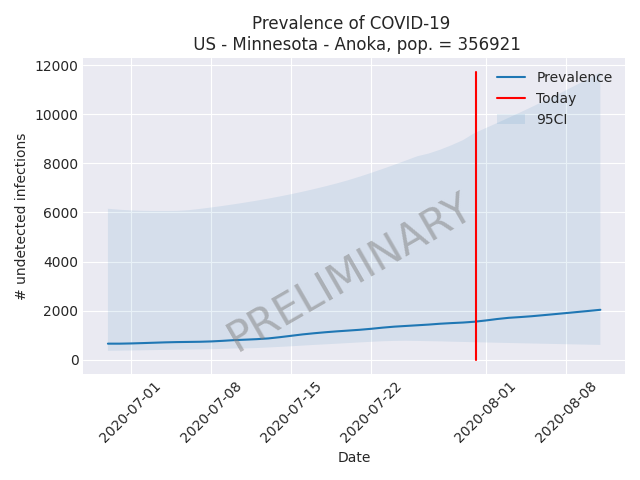 Prevalence of COVID-19
US - Minnesota - Anoka, pop. = 356921
12000
10000
8000
6000
4000
2000
0
# undetected infections
Prevalence
Today
95CI
PRELIMINARY
2020-07-01
2020-07-08
2020-07-15
2020-07-22
2020-08-01
2020-08-08
Date